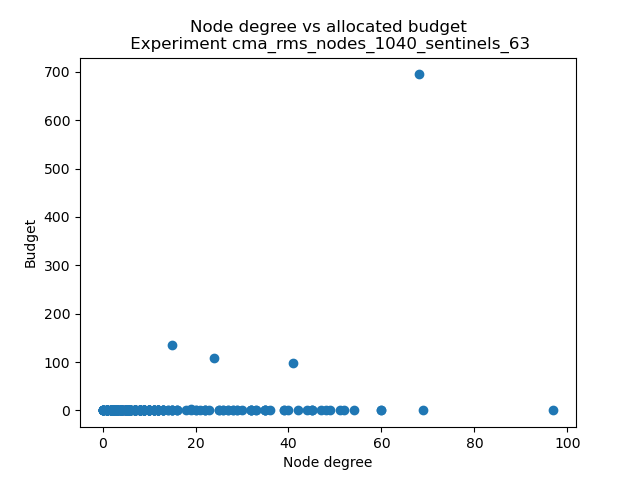 Node degree vs allocated budget
Experiment cma_rms_nodes_1040_sentinels_63
700
600
500
400
300
200
100
0
Budget
0 20 40 60 80 100
Node degree